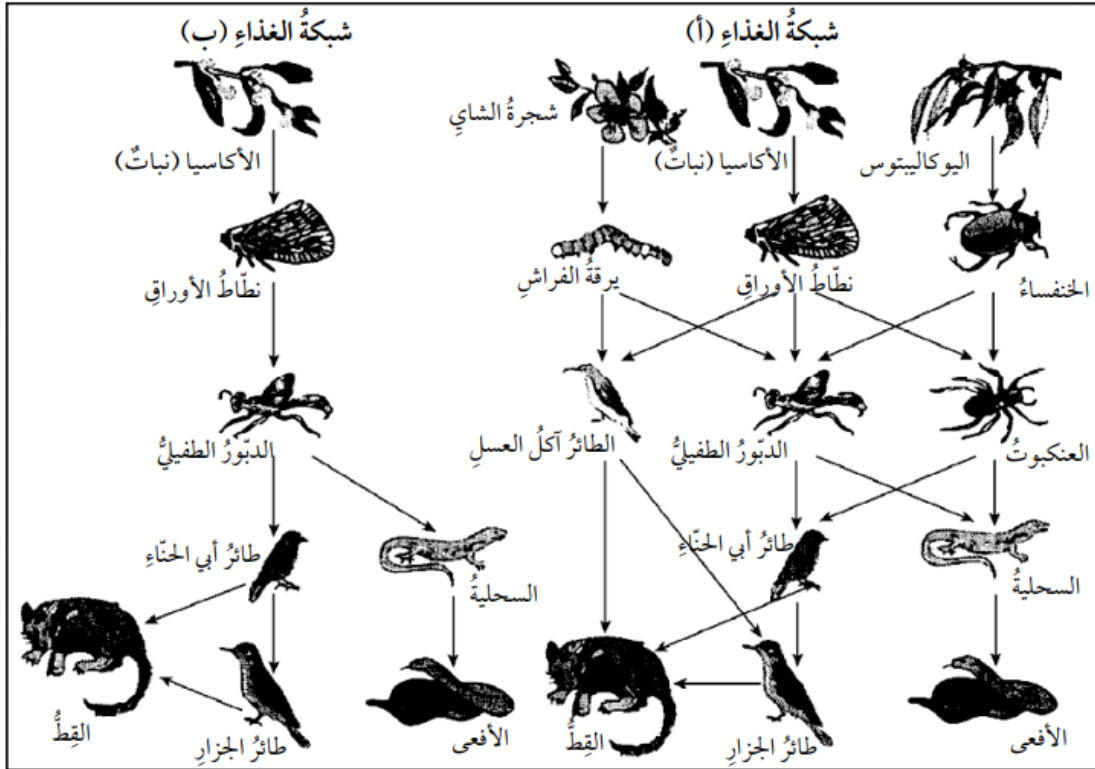 شبكةُ الغذاءِ (أ)
شبكةُ الغذاءِ (ب)
شجرةُ الشايِ
اليوكاليبتوس
الأكاسيا (نباتٌ)
الأكاسيا (نباتٌ)
الخنفساءُ
نطّاطُ الأوراقِ
يرقةُ الفراشِ
نطّاطُ الأوراقِ
العنكبوتُ
الدبّورُ الطفيليُّ
الطائرُ آكلُ العسلِ
الدبّورُ الطفيليُّ
طائرُ أبي الحنّاءِ
طائرُ أبي الحنّاءِ
السحليةُ
السحليةُ
الأفعى
طائرُ الجزارِ
القِطُّ
الأفعى
طائرُ الجزارِ
القِطُّ